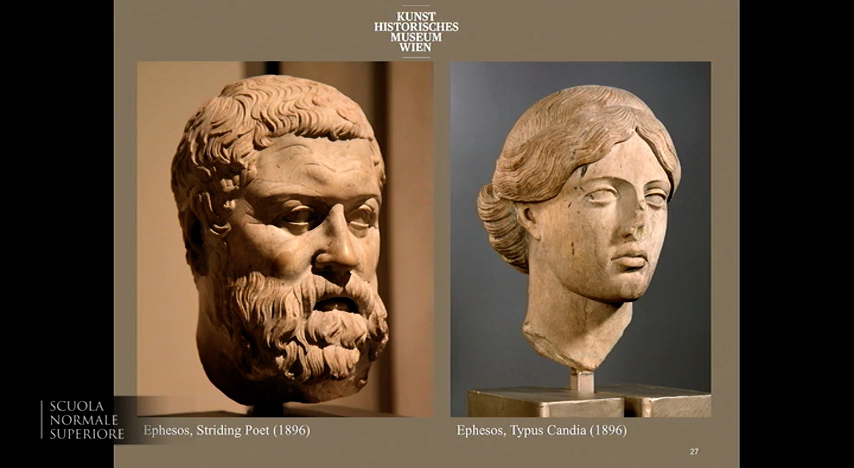 KUNST
HISTORISCHES
MUSEUM
WIEN
Ephesos, Striding Poet (1896)
Ephesos, Typus Candia (1896)
SCUOLA
NORMALE
SUPERIORE
27